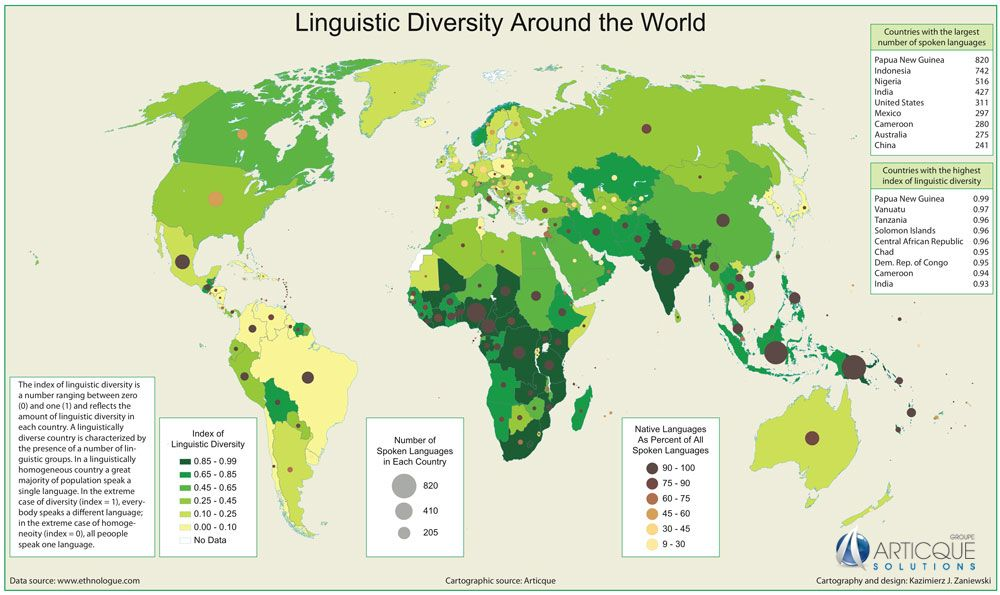 Linguistic Diversity Around the World
Countries with the largest
number of spoken languages
Papua New Guinea 820
Indonesia 742
Nigeria 516
India 427
United States 311
Mexico 297
Cameroon 280
Australia 275
China 241
Countries with the highest
index of linguistic diversity
Papua New Guinea 0.99
Vanuatu 0.97
Tanzania 0.96
Solomon Islands 0.96
Central African Republic 0.96
Chad 0.95
Dem. Rep. of Congo 0.95
Cameroon 0.94
India 0.93
The index of linguistic diversity is
a number ranging between zero
(0) and one (1) and reflects the
amount of linguistic diversity in
each country. A linguistically
diverse country is characterized by
the presence of a number of lin-
guistic groups. In a linguistically
homogeneous country a great
majority of population speak a
single language. In the extreme
case of diversity (index = 1), every-
body speaks a different language;
in the extreme case of homoge-
neoity (index = 0), all peoople
speak one language.
Index of
Linguistic Diversity
0.85 - 0.99
0.65 - 0.85
0.45 - 0.65
0.25 - 0.45
0.10 - 0.25
0.00 - 0.10
No Data
Number of
Spoken Languages
in Each Country
820
410
205
Native Languages
As Percent of All
Spoken Languages
90 - 100
75 - 90
60 - 75
45 - 60
30 - 45
9 - 30
GROUPE
ARTICQUE
SOLUTIONS
Data source: www.ethnologue.com
Cartographic source: Articque
Cartography and design: Kazimierz J. Zaniewski